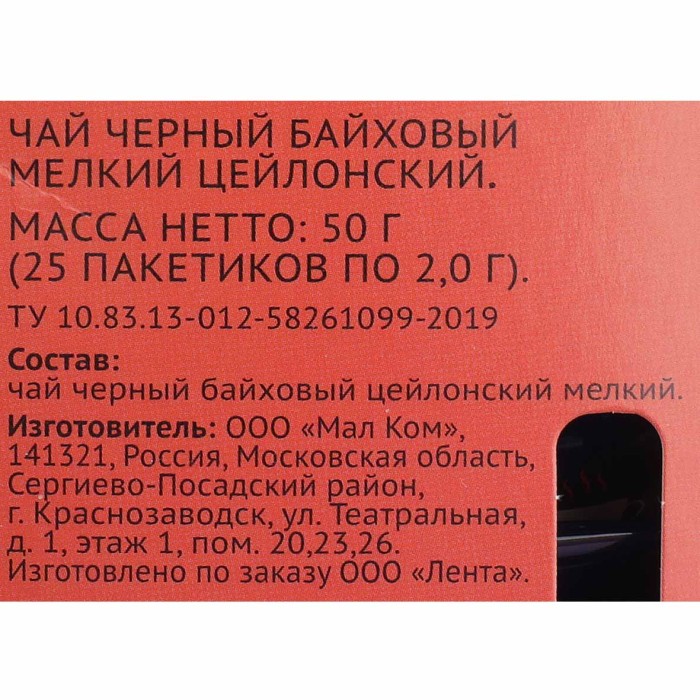 ЧАЙ ЧЕРНЫЙ БАЙХОВЫЙ
МЕЛКИЙ ЦЕЙЛОНСКИЙ.
МАССА НЕТТО: 50 Г
(25 ПАКЕТИКОВ ПО 2,0 Г).
ТУ 10.83.13-012-58261099-2019
Состав:
чай черный байховый цейлонский мелкий.
Изготовитель: ООО «Мал Ком»,
141321, Россия, Московская область,
Сергиево-Посадский район,
г. Краснозаводск, ул. Театральная,
д. 1, этаж 1, пом. 20,23,26.
Изготовлено по заказу ООО «Лента».